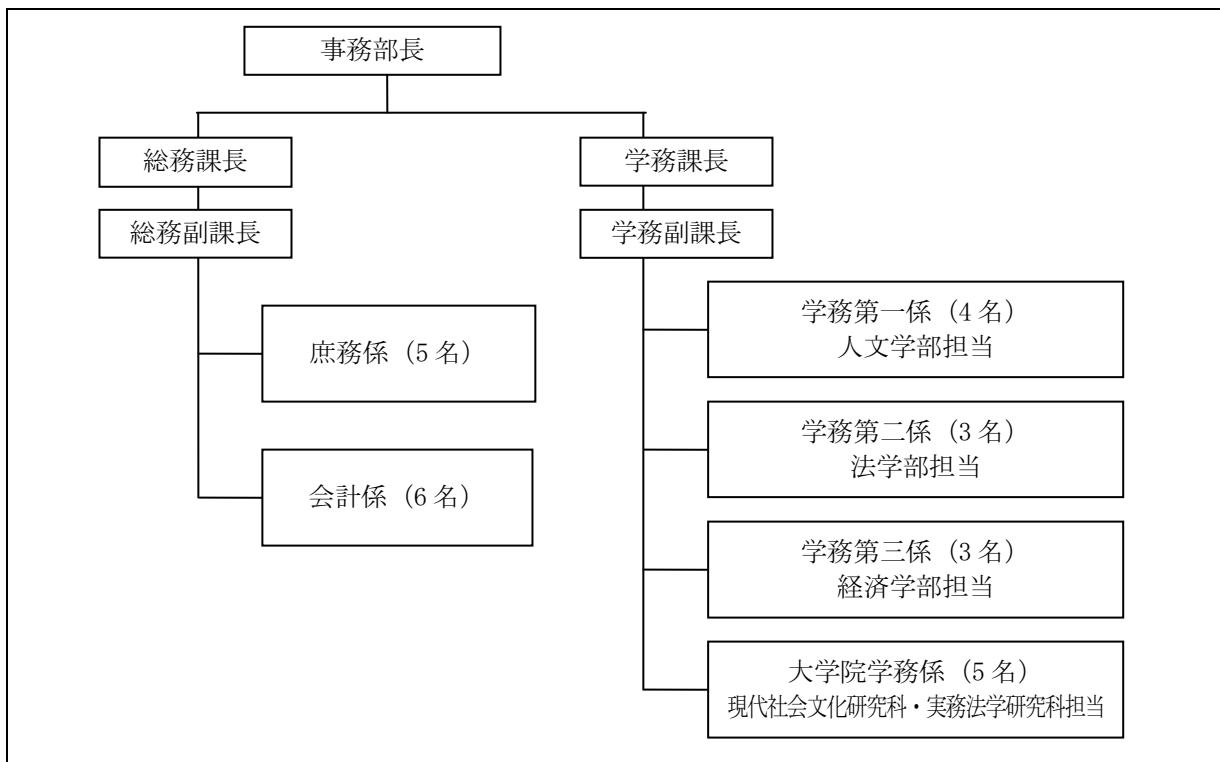 事務部長
総務課長
総務副課長
庶務係（5 名）
会計係（6 名）
学務課長
学務副課長
学務第一係（4 名）
人文学部担当
学務第二係（3 名）
法学部担当
学務第三係（3 名）
経済学部担当
大学院学務係（5 名）
現代社会文化研究科・実務法学研究科担当